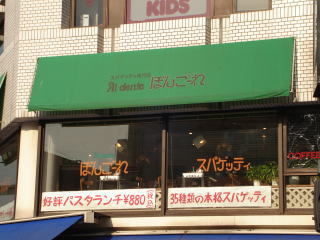 KIDS
スパゲッティ専門店
Al dente ぼんごーれ
ぼんごーれ
スパゲッティ
COFFEE
好評パスタランチ¥880
35種類の本格スパゲッティ